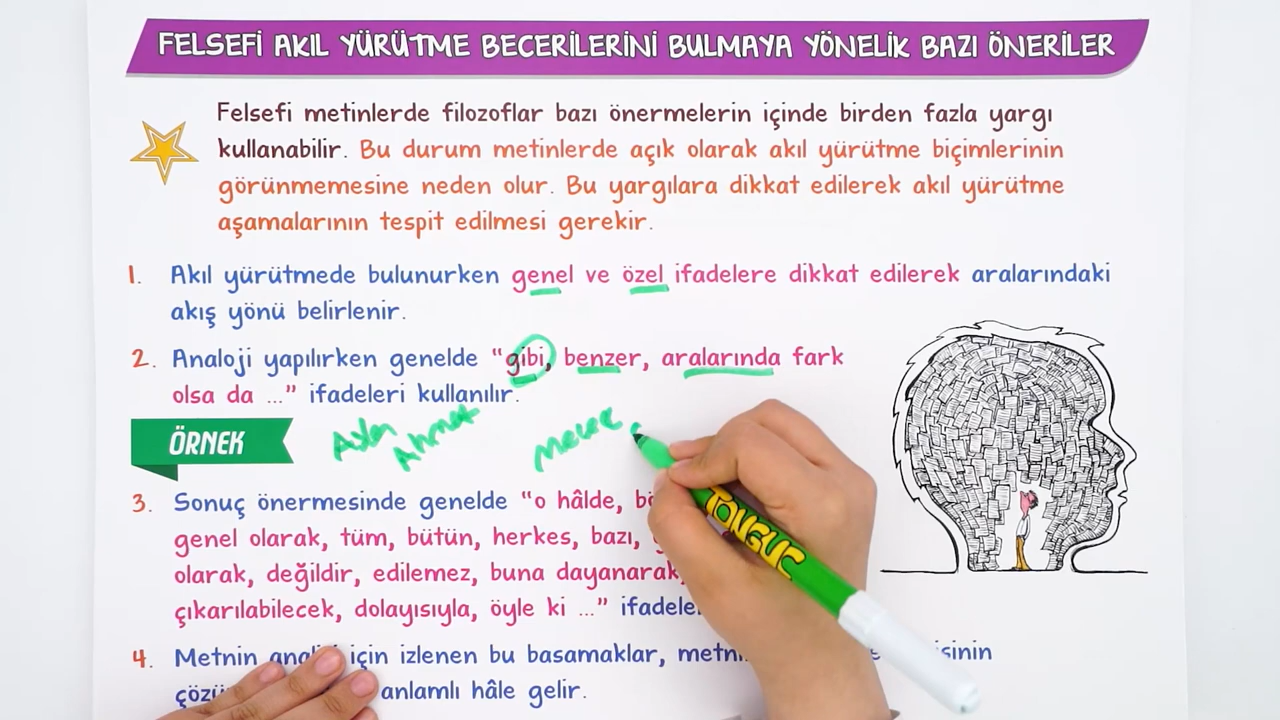 FELSEFİ AKIL YÜRÜTME BECERİLERİNİ BULMAYA YÖNELİK BAZI ÖNERİLER
Felsefi metinlerde filozoflar bazı önermelerin içinde birden fazla yargı
kullanabilir. Bu durum metinlerde açık olarak akıl yürütme biçimlerinin
görünmemesine neden olur. Bu yargılara dikkat edilerek akıl yürütme
aşamalarının tespit edilmesi gerekir.
1. Akıl yürütmede bulunurken genel ve özel ifadelere dikkat edilerek aralarındaki
akış yönü belirlenir.
2. Analoji yapılırken genelde "gibi, benzer, aralarında fark
olsa da ..." ifadeleri kullanılır.
ÖRNEK
Ahmet
3. Sonuç önermesinde genelde "o hâlde,
genel olarak, tüm, bütün, herkes, bazı,
olarak, değildir, edilemez, buna dayanarak,
çıkarılabilecek, dolayısıyla, öyle ki ..."
4. Metnin için izlenen bu basamaklar,
anlamlı hâle gelir.
TONGUÇ